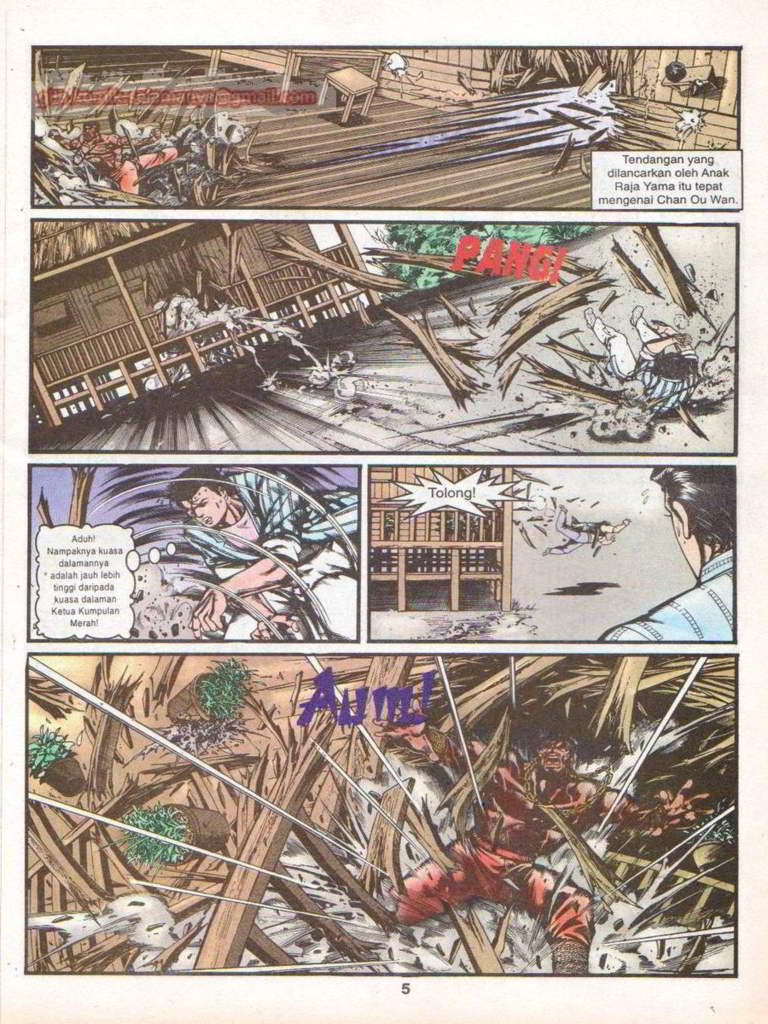 Tendangan yang
dilancarkan oleh Anak
Raja Yama itu tepat
mengenai Chan Ou Wan.
PANG!
Aduh!
Nampaknya kuasa
dalamannya
* adalah jauh lebih
tinggi daripada
kuasa dalaman
Ketua Kumpulan
Merah!
Tolong!
Aum!
5